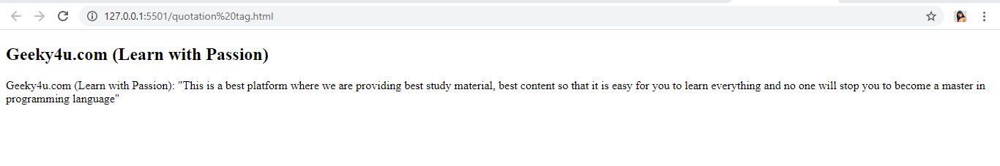 127.0.0.1:5501/quotation%20tag.html
Geeky4u.com (Learn with Passion)
Geeky4u.com (Learn with Passion): "This is a best platform where we are providing best study material, best content so that it is easy for you to learn everything and no one will stop you to become a master in
programming language"